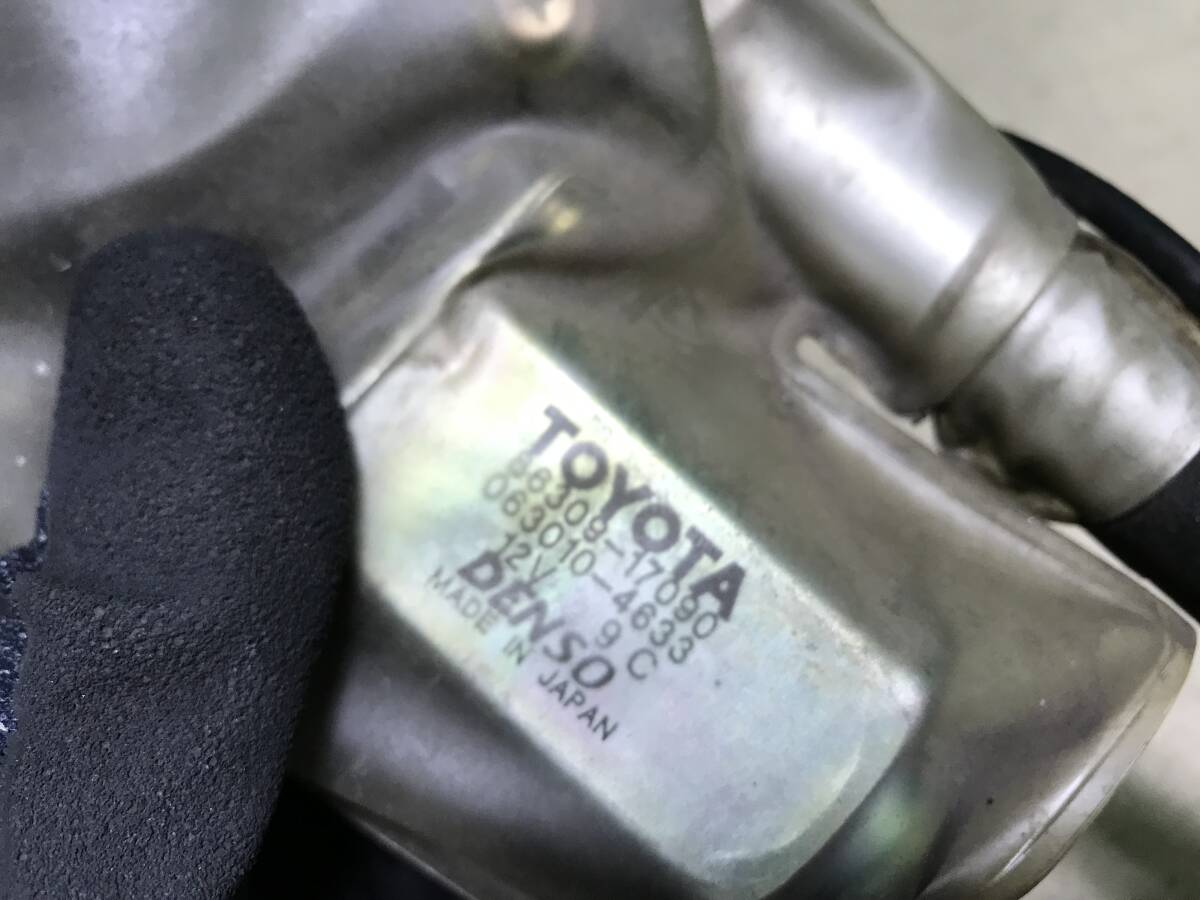 TOYOTA
86309-17090
063010-4633
12V 9C
DENSO
MADE IN JAPAN